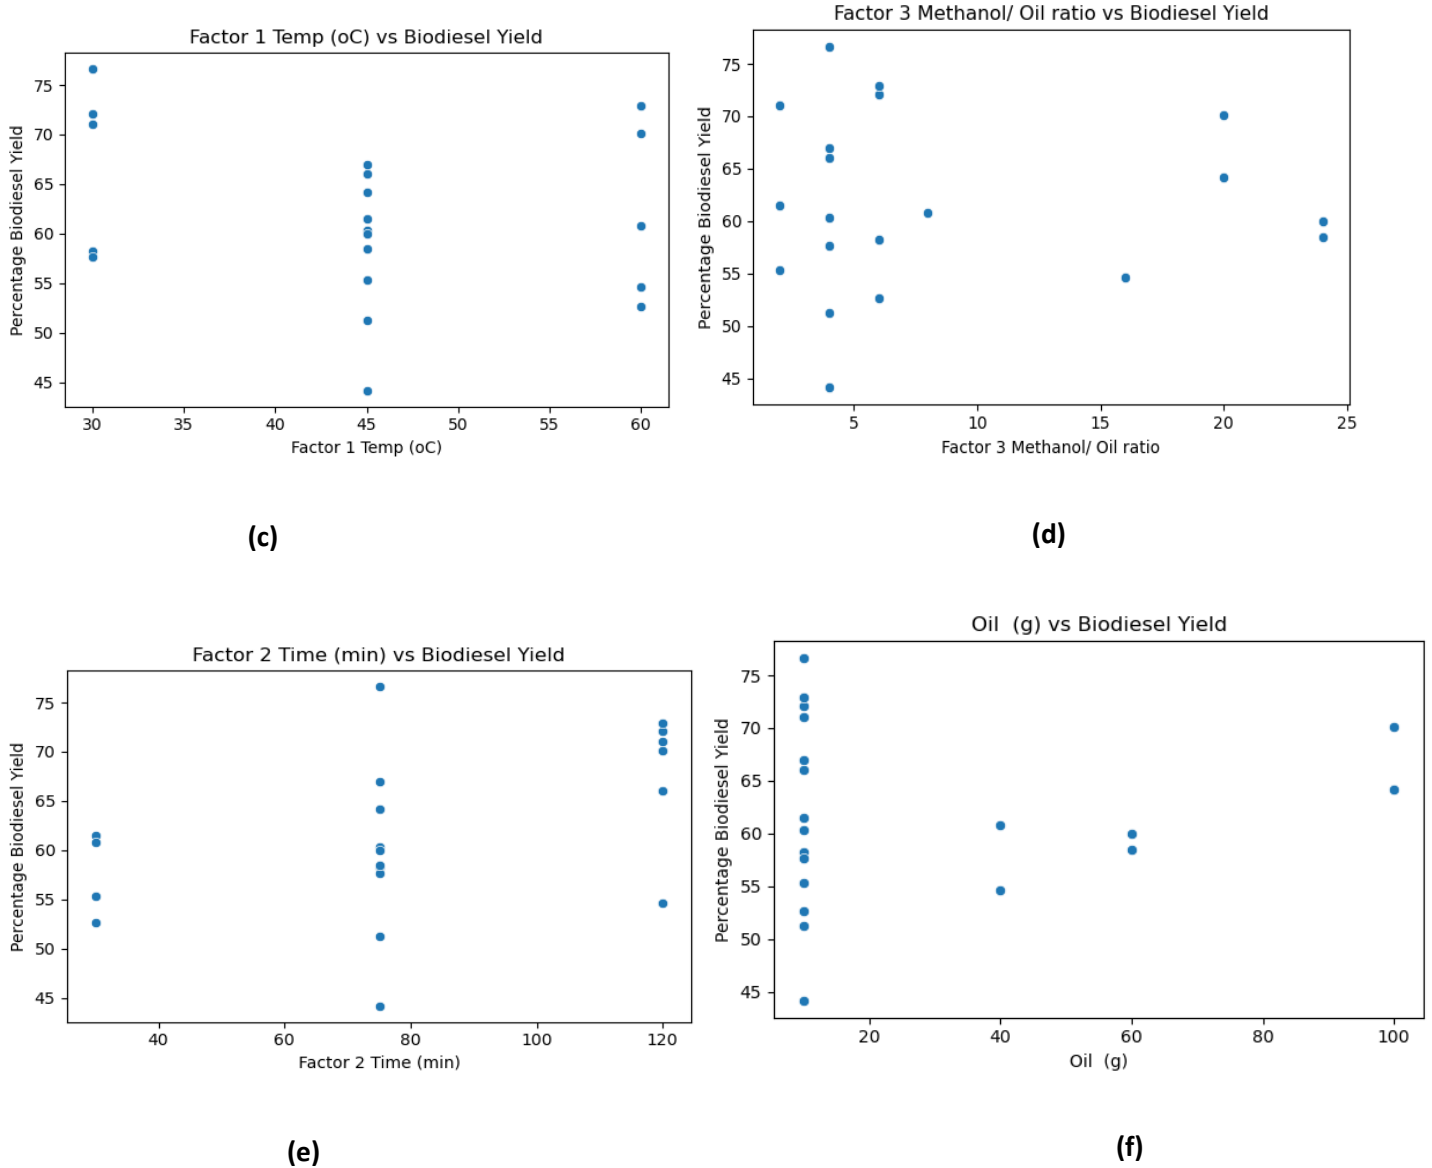 Factor 1 Temp (oC) vs Biodiesel Yield
Percentage Biodiesel Yield
75
70
65
60
55
50
45
30 35 40 45 50 55 60
Factor 1 Temp (oC)
(c)
Factor 3 Methanol/ Oil ratio vs Biodiesel Yield
Percentage Biodiesel Yield
75
70
65
60
55
50
45
5 10 15 20 25
Factor 3 Methanol/ Oil ratio
(d)
Factor 2 Time (min) vs Biodiesel Yield
Percentage Biodiesel Yield
75
70
65
60
55
50
45
40 60 80 100 120
Factor 2 Time (min)
(e)
Oil  (g) vs Biodiesel Yield
Percentage Biodiesel Yield
75
70
65
60
55
50
45
20 40 60 80 100
Oil  (g)
(f)